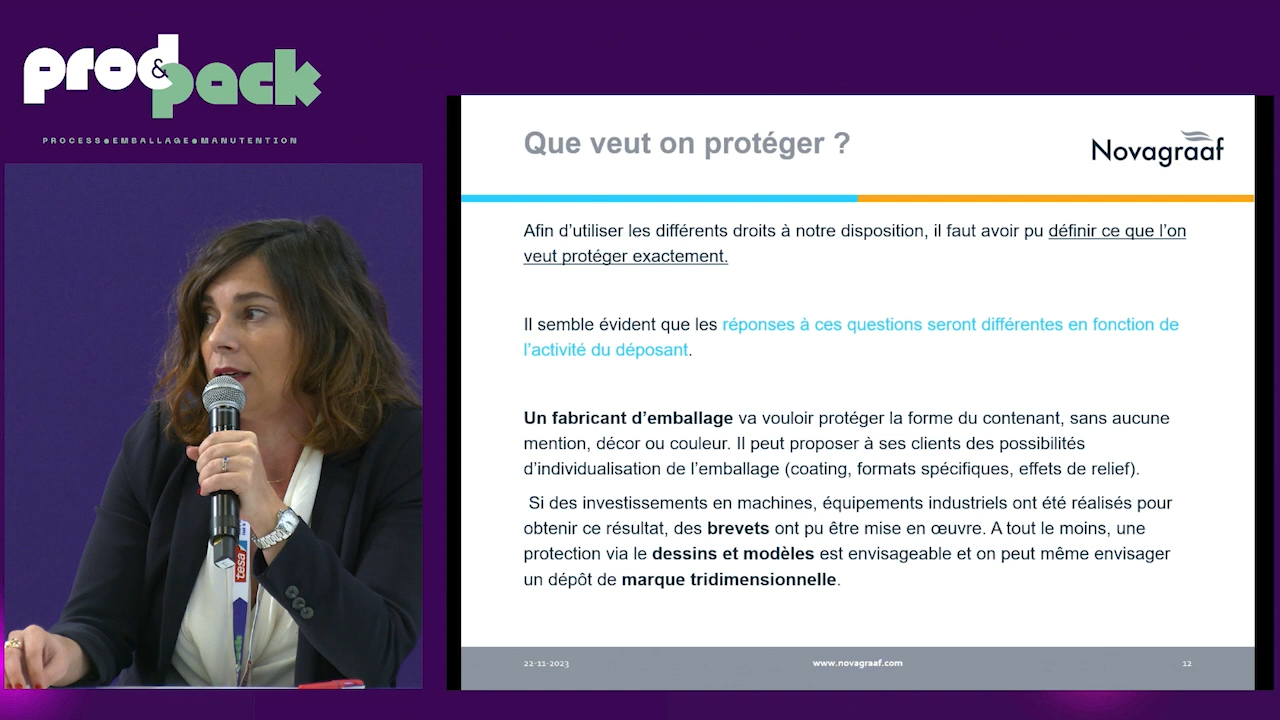 prod&pack
PROCESS●EMBALLAGE●MANUTENTION
Que veut on protéger ?
Novagraaf
Afin d’utiliser les différents droits à notre disposition, il faut avoir pu définir ce que l’on
veut protéger exactement.
Il semble évident que les réponses à ces questions seront différentes en fonction de
l’activité du déposant.
Un fabricant d’emballage va vouloir protéger la forme du contenant, sans aucune
mention, décor ou couleur. Il peut proposer à ses clients des possibilités
d’individualisation de l’emballage (coating, formats spécifiques, effets de relief).
Si des investissements en machines, équipements industriels ont été réalisés pour
obtenir ce résultat, des brevets ont pu être mise en œuvre. A tout le moins, une
protection via le dessins et modèles est envisageable et on peut même envisager
un dépôt de marque tridimensionnelle.
22-11-2023
www.novagraaf.com
12
tesa